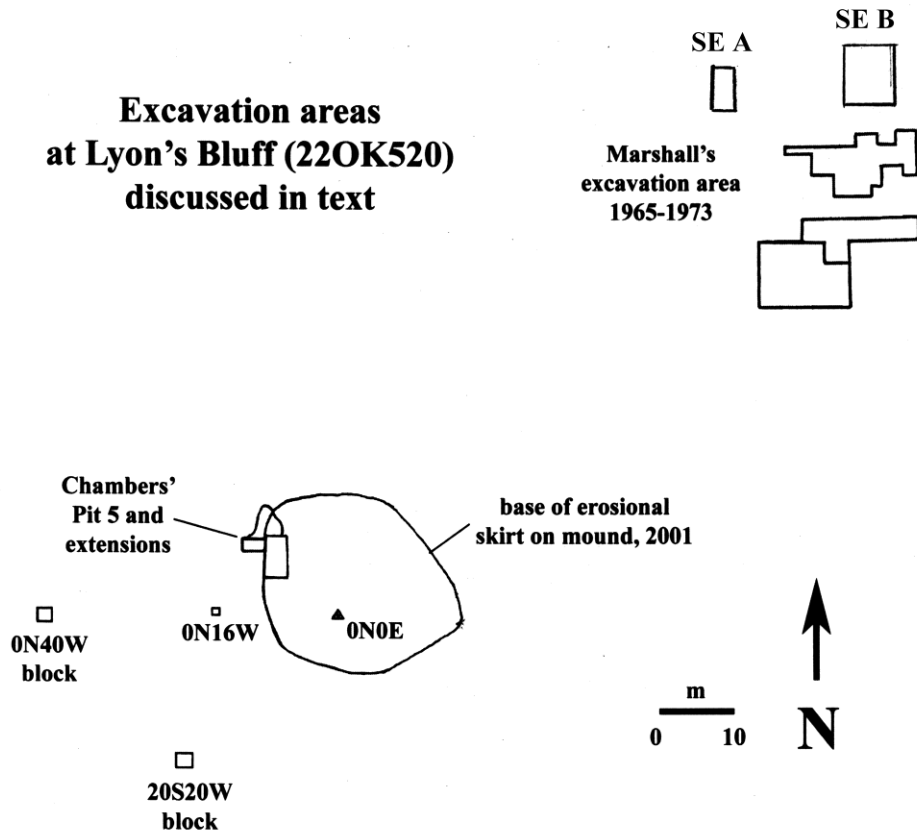 Excavation areas
at Lyon's Bluff (22OK520)
discussed in text
SE A
SE B
Marshall's
excavation area
1965-1973
Chambers'
Pit 5 and
extensions
base of erosional
skirt on mound, 2001
0N40W
block
0N16W
0N0E
20S20W
block
m
0 10
N